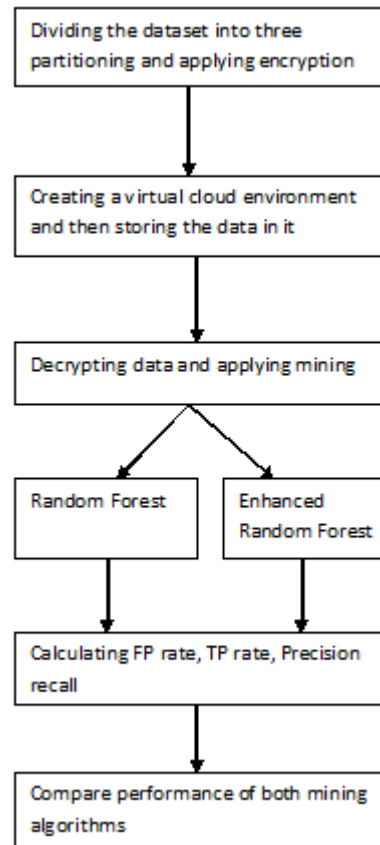 Dividing the dataset into three
partitioning and applying encryption
Creating a virtual cloud environment
and then storing the data in it
Decrypting data and applying mining
Random Forest
Enhanced
Random Forest
Calculating FP rate, TP rate, Precision
recall
Compare performance of both mining
algorithms